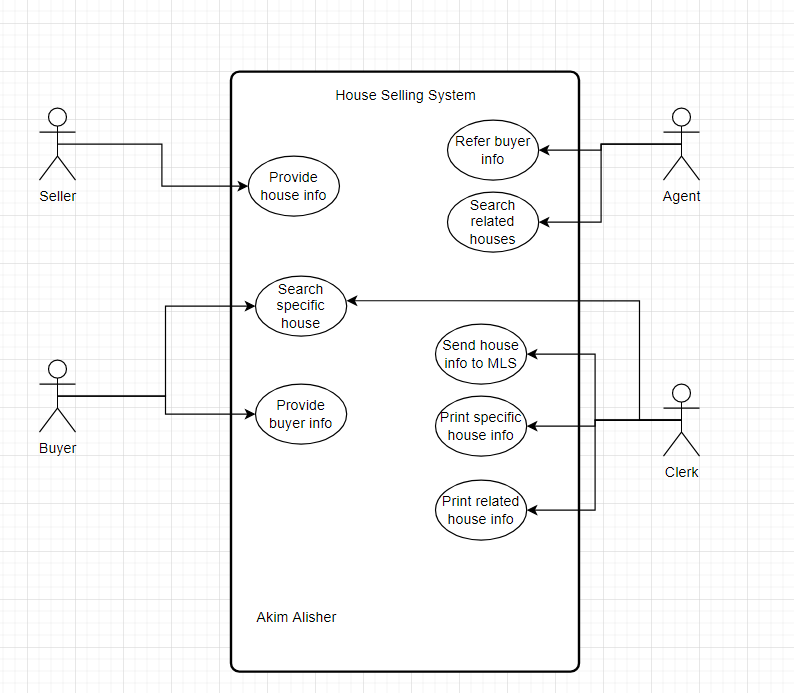 House Selling System
Seller
Provide
house info
Refer buyer
info
Search
related
houses
Agent
Search
specific
house
Buyer
Provide
buyer info
Send house
info to MLS
Print specific
house info
Print related
house info
Clerk
Akim Alisher